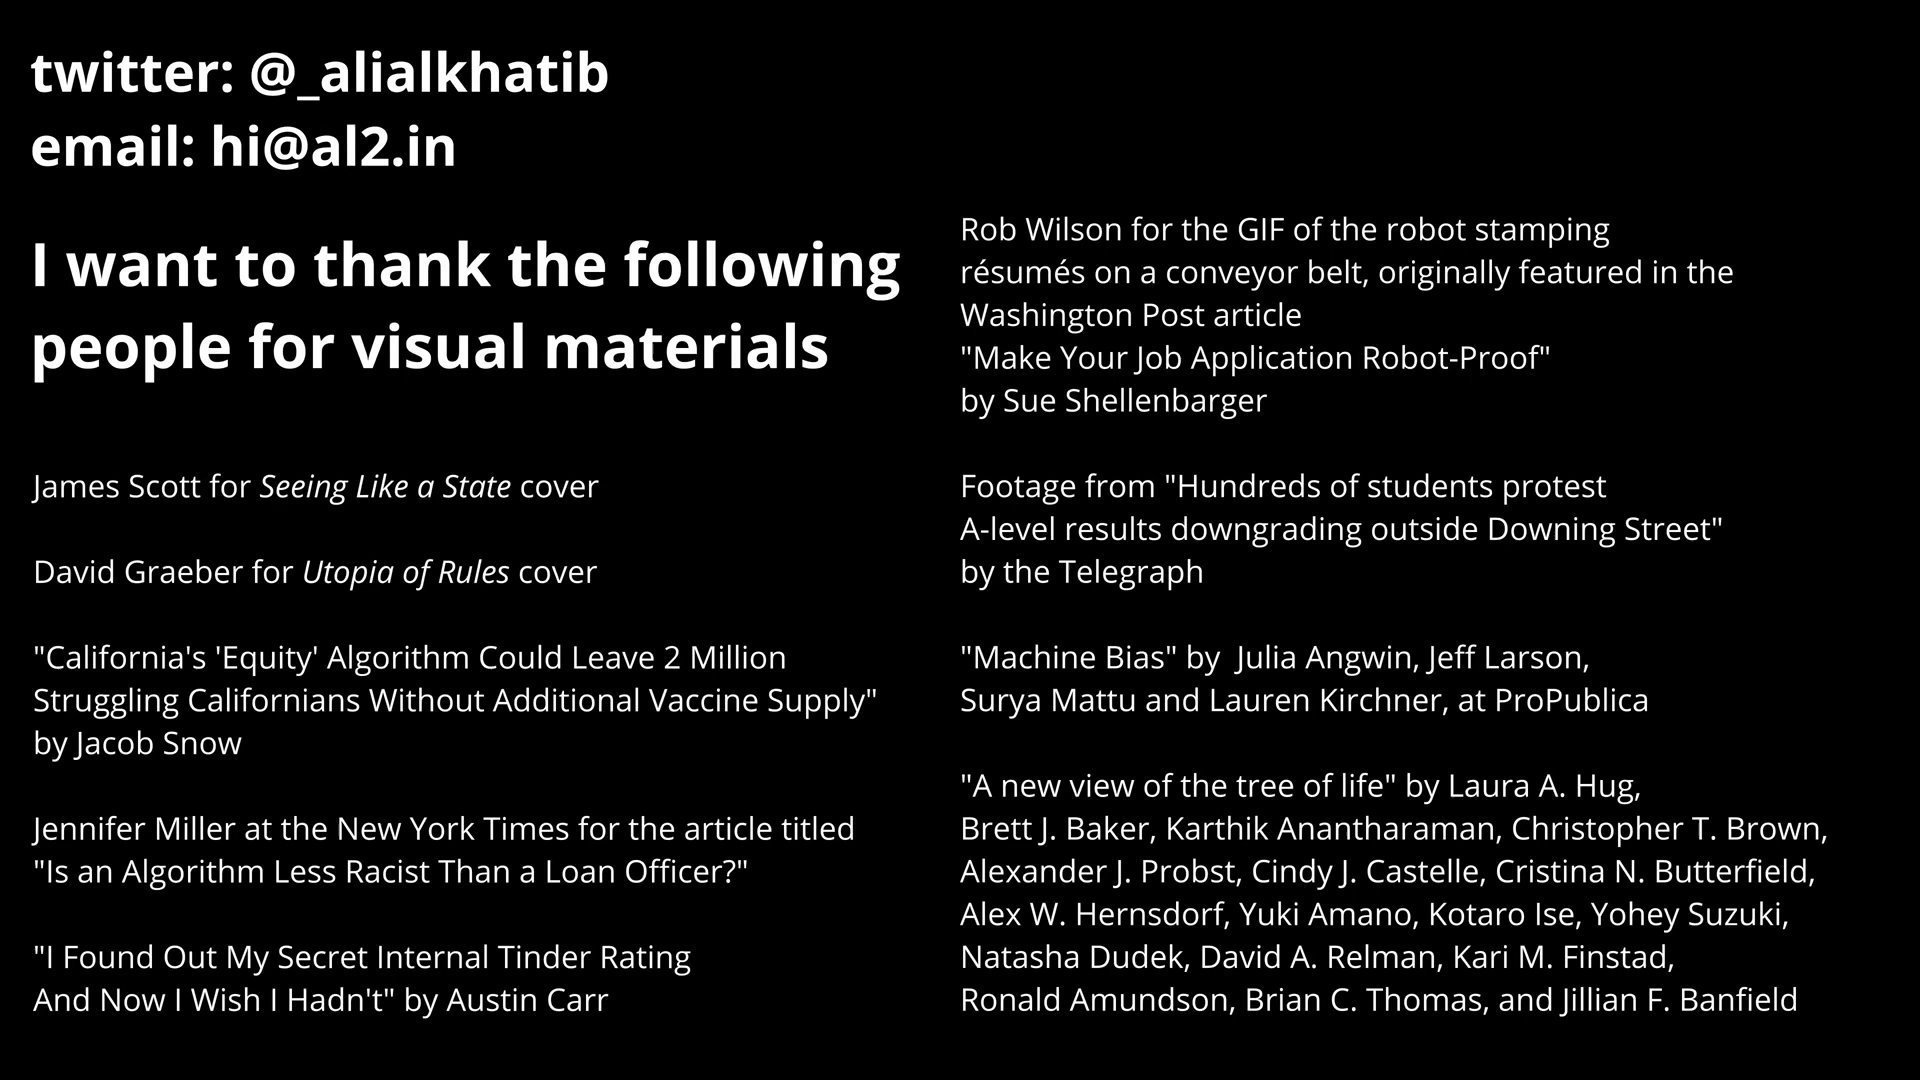 twitter: @_alialkhatib
email: hi@al2.in
I want to thank the following
people for visual materials
James Scott for Seeing Like a State cover
David Graeber for Utopia of Rules cover
"California's 'Equity' Algorithm Could Leave 2 Million
Struggling Californians Without Additional Vaccine Supply"
by Jacob Snow
Jennifer Miller at the New York Times for the article titled
"Is an Algorithm Less Racist Than a Loan Officer?"
"I Found Out My Secret Internal Tinder Rating
And Now I Wish I Hadn't" by Austin Carr
Rob Wilson for the GIF of the robot stamping
résumés on a conveyor belt, originally featured in the
Washington Post article
"Make Your Job Application Robot-Proof"
by Sue Shellenbarger
Footage from "Hundreds of students protest
A-level results downgrading outside Downing Street"
by the Telegraph
"Machine Bias" by  Julia Angwin, Jeff Larson,
Surya Mattu and Lauren Kirchner, at ProPublica
"A new view of the tree of life" by Laura A. Hug,
Brett J. Baker, Karthik Anantharaman, Christopher T. Brown,
Alexander J. Probst, Cindy J. Castelle, Cristina N. Butterfield,
Alex W. Hernsdorf, Yuki Amano, Kotaro Ise, Yohey Suzuki,
Natasha Dudek, David A. Relman, Kari M. Finstad,
Ronald Amundson, Brian C. Thomas, and Jillian F. Banfield